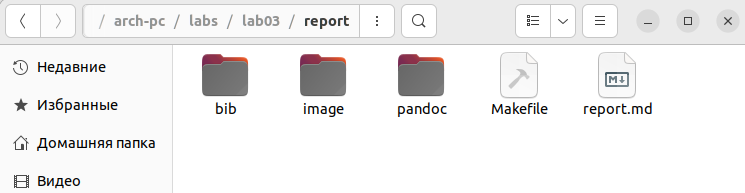 / arch-pc / labs / lab03 / report
Недавние
Избранные
Домашняя папка
Видео
bib
image
pandoc
Makefile
M↓
report.md